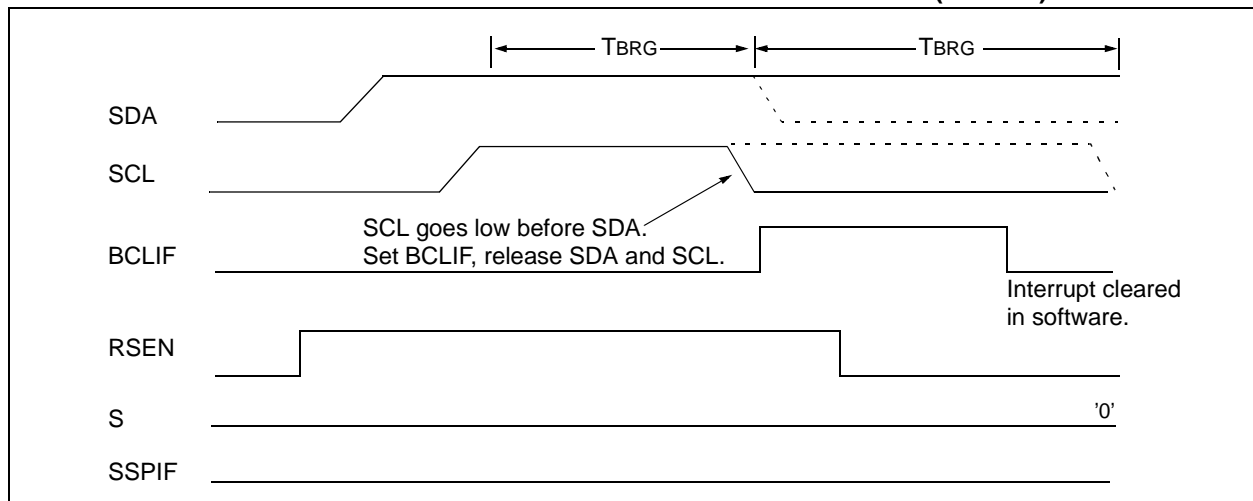 TBRG TBRG
SDA
SCL
SCL goes low before SDA.
Set BCLIF, release SDA and SCL.
BCLIF
Interrupt cleared
in software.
RSEN
S '0'
SSPIF